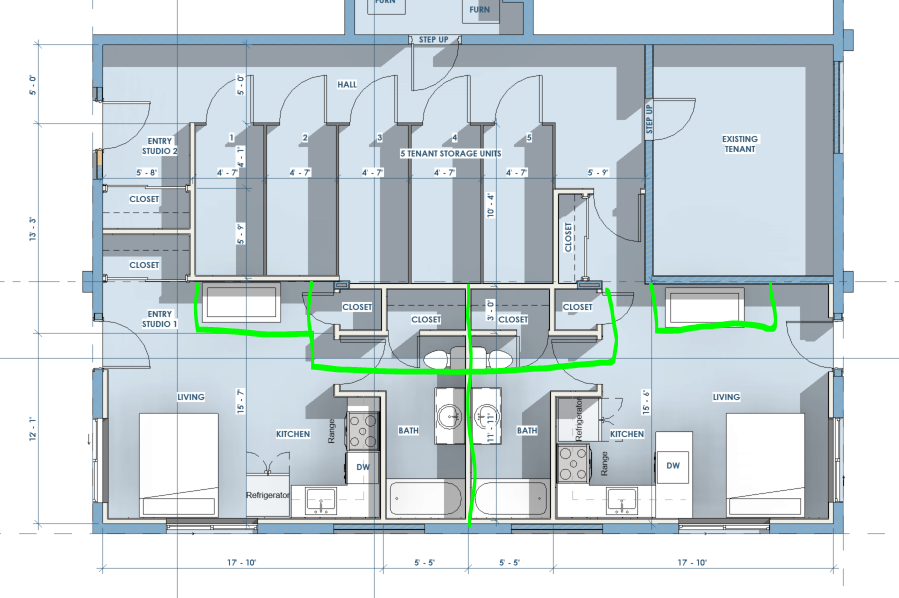 FURN
FURN
STEP UP
HALL
5' - 0"
5' - 0"
STEP UP
1
2
3
4
5
ENTRY
STUDIO 2
5 TENANT STORAGE UNITS
EXISTING
TENANT
4' - 1"
5' - 8"
4' - 7"
4' - 7"
4' - 7"
4' - 7"
4' - 7"
5' - 9"
CLOSET
10' - 4"
13' - 3"
5' - 9"
CLOSET
CLOSET
CLOSET
CLOSET
3' - 0"
CLOSET
CLOSET
CLOSET
ENTRY
STUDIO 1
LIVING
15' - 7"
15' - 6"
LIVING
KITCHEN
Range
BATH
11' - 11"
BATH
Refrigerator
KITCHEN
12' - 1"
DW
Range
DW
Refrigerator
17' - 10"
5' - 5"
5' - 5"
17' - 10"